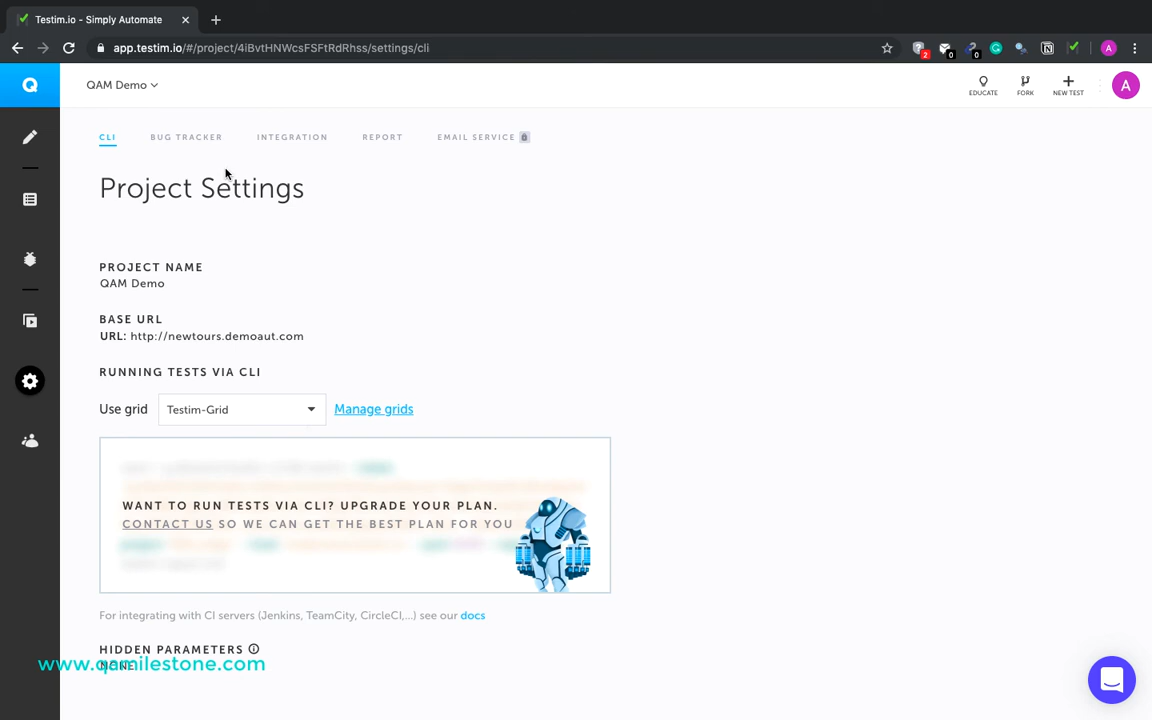 Testim.io - Simply Automate
app.testim.io/#/project/4iBvtHNWcsFSFtRdRhss/settings/cli
2
0
0
A
Q
QAM Demo
EDUCATE
FORK
NEW TEST
A
CLI
BUG TRACKER
INTEGRATION
REPORT
EMAIL SERVICE
Project Settings
PROJECT NAME
QAM Demo
BASE URL
URL: http://newtours.demoaut.com
RUNNING TESTS VIA CLI
Use grid
Testim-Grid
Manage grids
WANT TO RUN TESTS VIA CLI? UPGRADE YOUR PLAN.
CONTACT US SO WE CAN GET THE BEST PLAN FOR YOU
For integrating with CI servers (Jenkins, TeamCity, CircleCI,...) see our docs
HIDDEN PARAMETERS
NONE
www.qamilestone.com